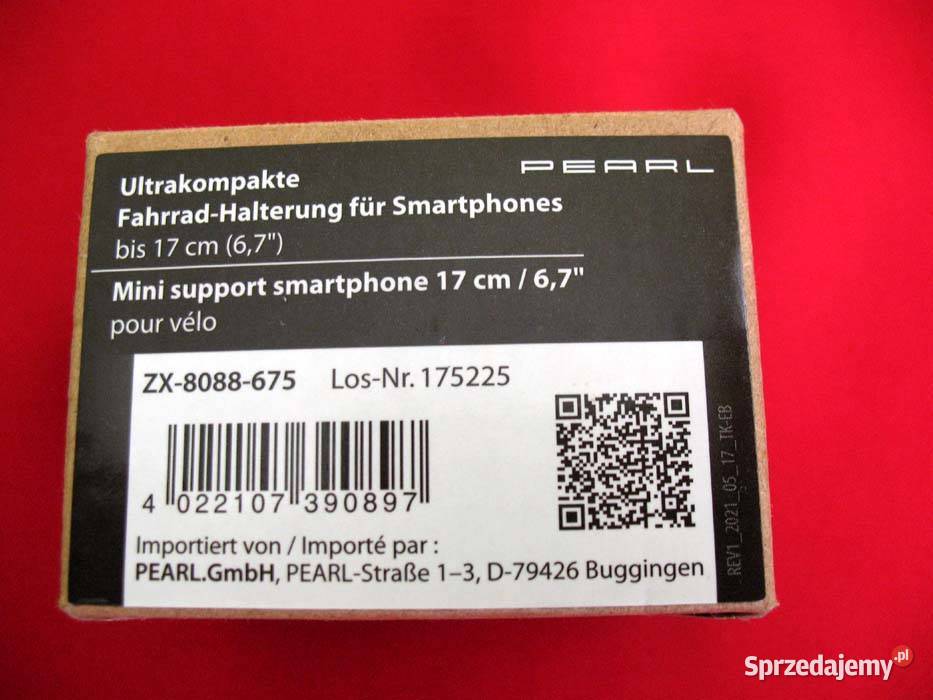 PEARL
Ultrakompakte
Fahrrad-Halterung für Smartphones
bis 17 cm (6,7")
Mini support smartphone 17 cm / 6,7"
pour vélo
ZX-8088-675 Los-Nr. 175225
4 022107 390897
Importiert von / Importé par :
PEARL.GmbH, PEARL-Straße 1–3, D-79426 Buggingen
REV1_2021_05_17_TK-EB
Sprzedajemy.pl